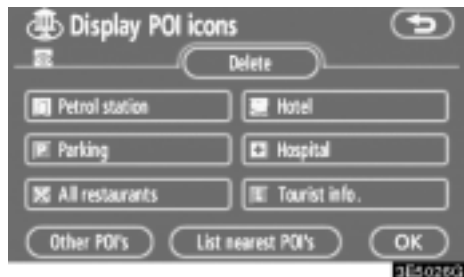 Display POI icons
Delete
Petrol station
Hotel
P Parking
Hospital
All restaurants
Tourist info.
Other POI's
List nearest POI's
OK
3E5026G